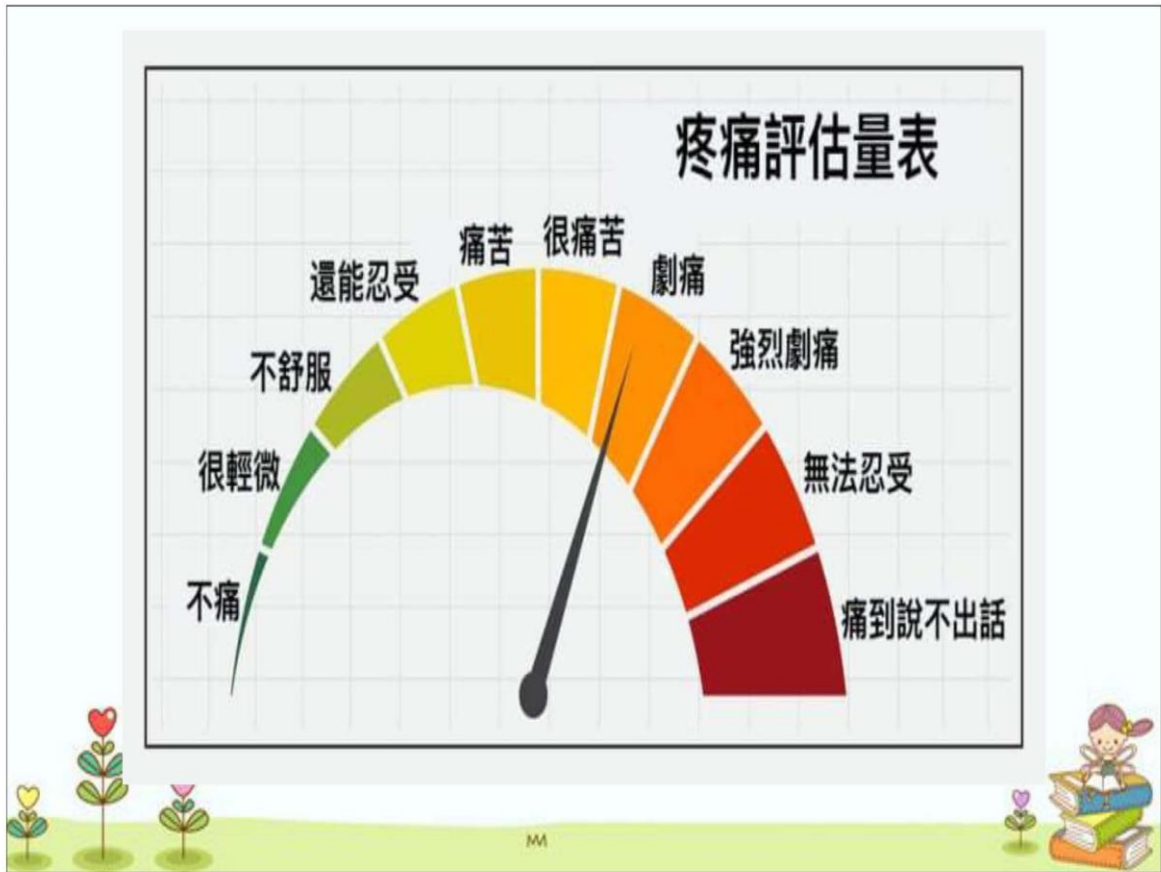 疼痛評估量表
不痛
很輕微
不舒服
還能忍受
痛苦
很痛苦
劇痛
強烈劇痛
無法忍受
痛到說不出話